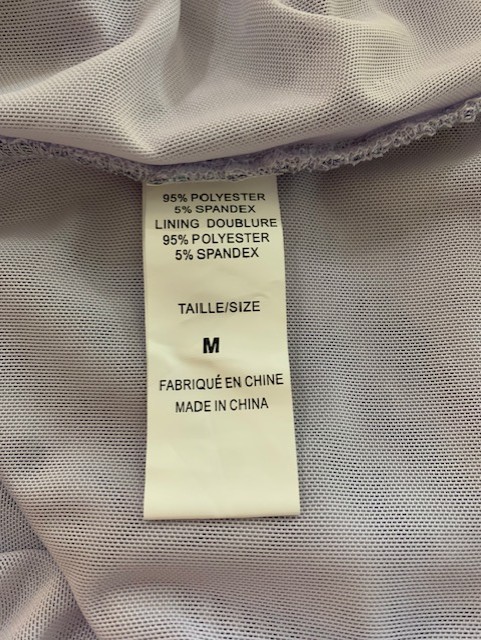 95% POLYESTER
5% SPANDEX
LINING DOUBLURE
95% POLYESTER
5% SPANDEX
TAILLE/SIZE
M
FABRIQUÉ EN CHINE
MADE IN CHINA